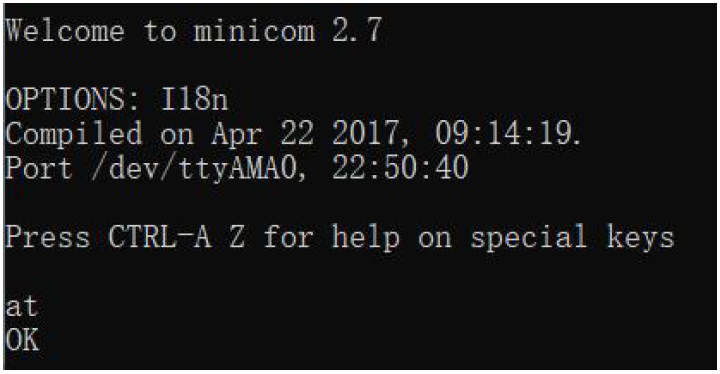 Welcome to minicom 2.7
OPTIONS: I18n
Compiled on Apr 22 2017, 09:14:19.
Port /dev/ttyAMA0, 22:50:40
Press CTRL-A Z for help on special keys
at
OK